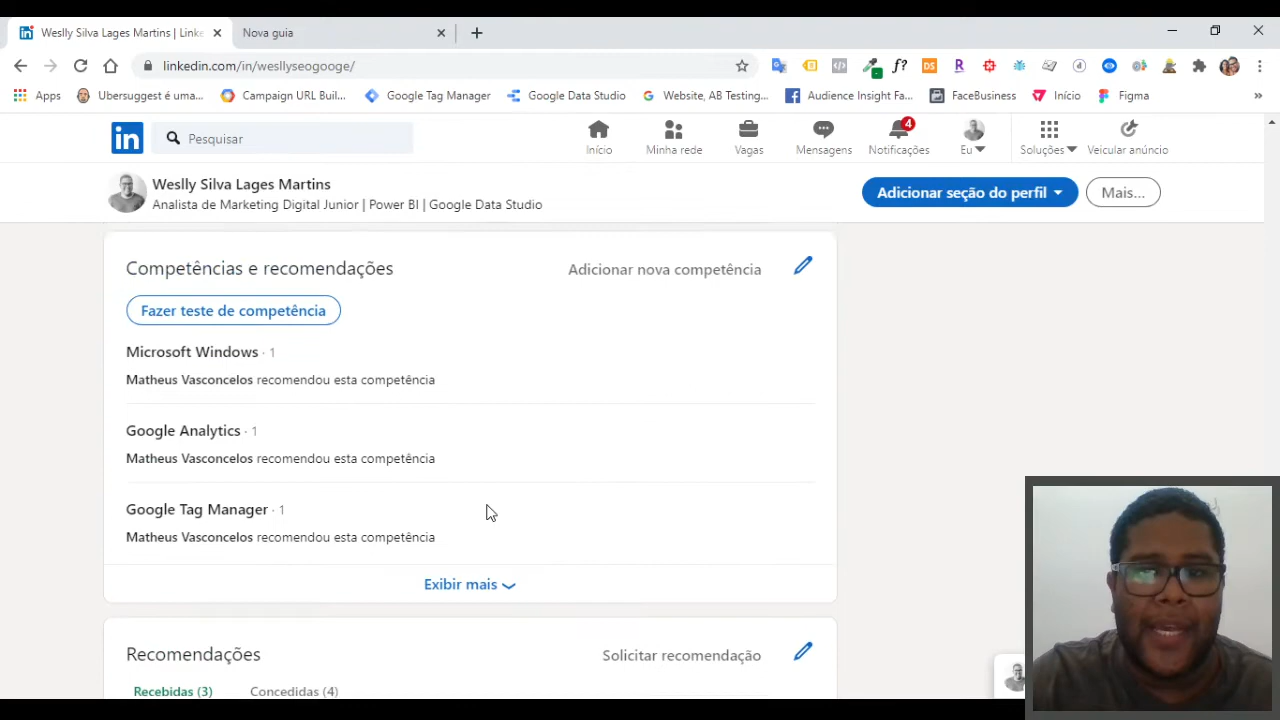 Weslly Silva Lages Martins | Linke
Nova guia
linkedin.com/in/wesllyseogooge/
Apps
Ubersuggest é uma...
Campaign URL Buil...
Google Tag Manager
Google Data Studio
Website, AB Testing...
Audience Insight Fa...
FaceBusiness
Início
Figma
Pesquisar
Início
Minha rede
Vagas
Mensagens
4
Notificações
Eu
Soluções
Veicular anúncio
Weslly Silva Lages Martins
Analista de Marketing Digital Junior | Power BI | Google Data Studio
Adicionar seção do perfil
Mais...
Competências e recomendações
Adicionar nova competência
Fazer teste de competência
Microsoft Windows · 1
Matheus Vasconcelos recomendou esta competência
Google Analytics · 1
Matheus Vasconcelos recomendou esta competência
Google Tag Manager · 1
Matheus Vasconcelos recomendou esta competência
Exibir mais
Recomendações
Solicitar recomendação
Recebidas (3)
Concedidas (4)